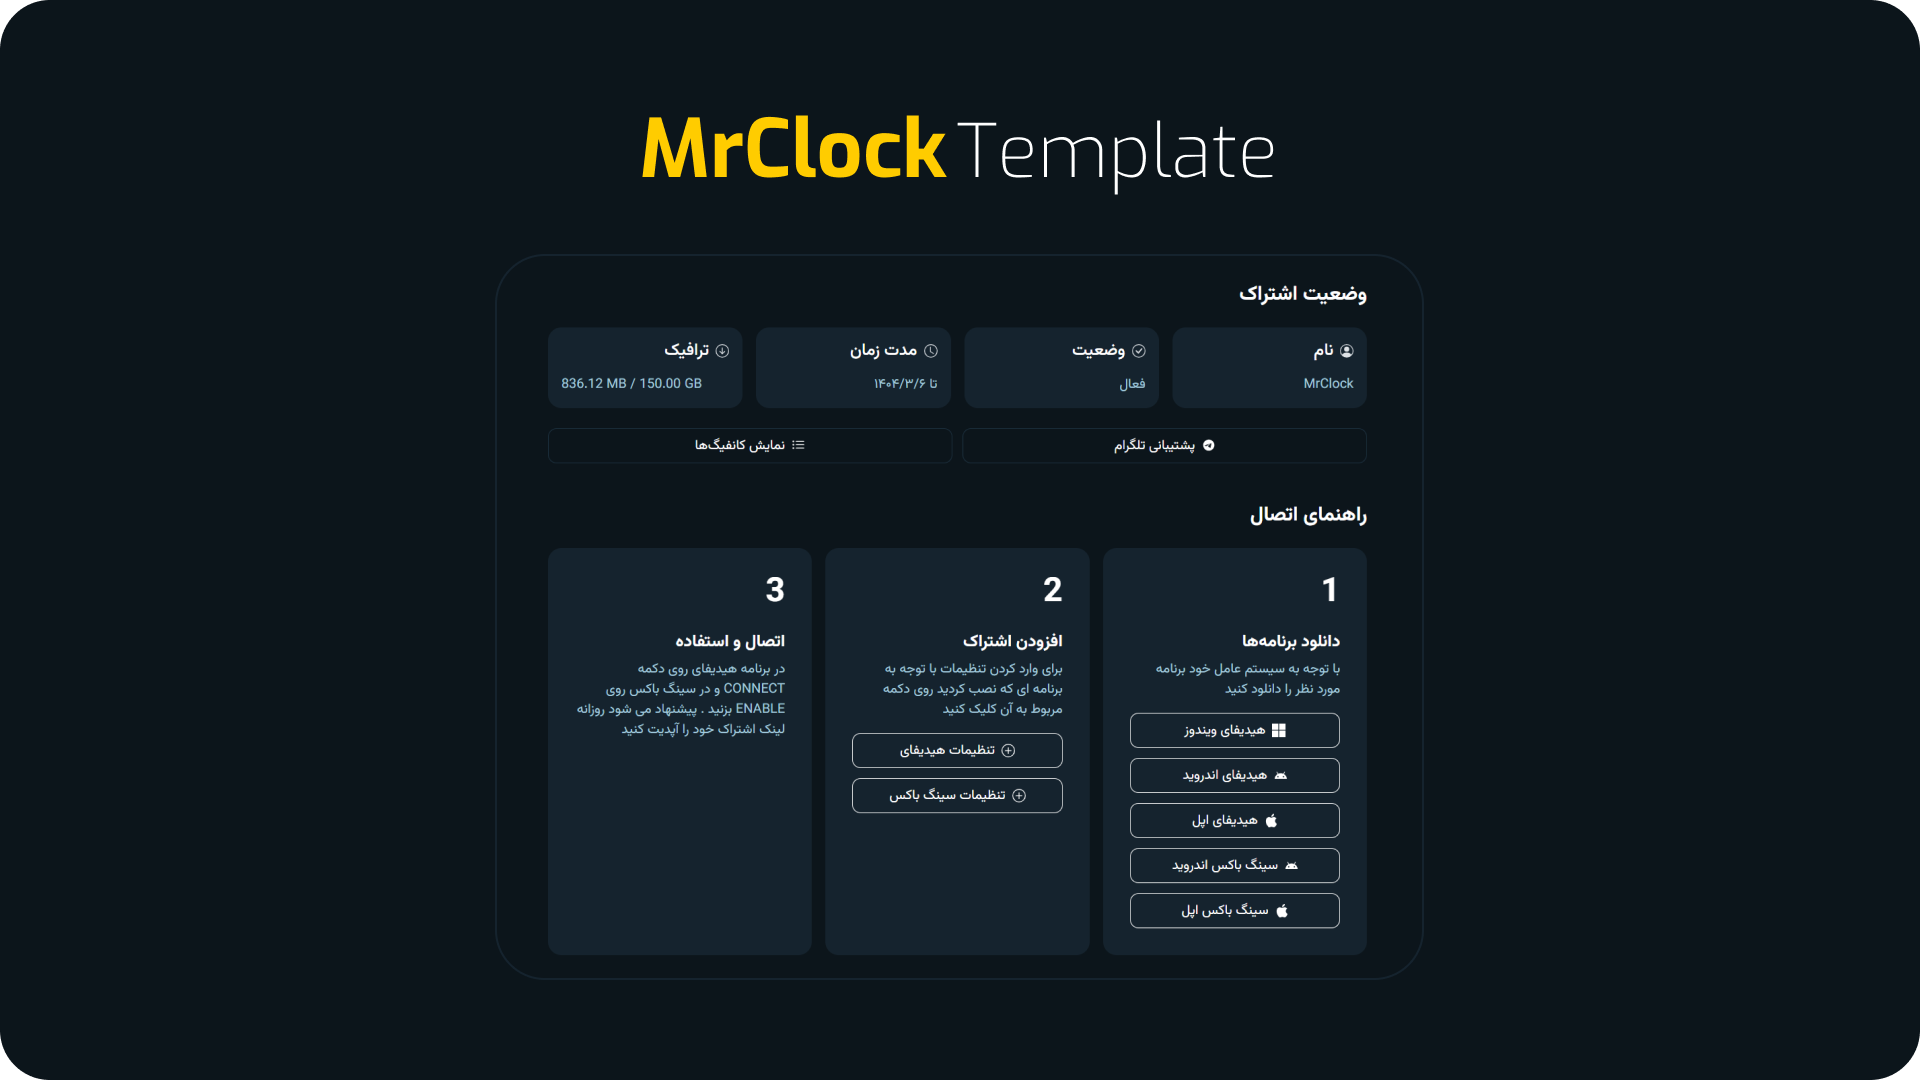 MrClock Template
وضعیت اشتراک
نام
MrClock
وضعیت
فعال
مدت زمان
تا ۱۴۰۴/۳/۶
ترافیک
836.12 MB / 150.00 GB
پشتیبانی تلگرام
نمایش کانفیگ‌ها
راهنمای اتصال
1
دانلود برنامه‌ها
با توجه به سیستم عامل خود برنامه
مورد نظر را دانلود کنید
هیدیفای ویندوز
هیدیفای اندروید
هیدیفای اپل
سینگ باکس اندروید
سینگ باکس اپل
2
افزودن اشتراک
برای وارد کردن تنظیمات با توجه به
برنامه ای که نصب کردید روی دکمه
مربوط به آن کلیک کنید
تنظیمات هیدیفای
تنظیمات سینگ باکس
3
اتصال و استفاده
در برنامه هیدیفای روی دکمه
CONNECT و در سینگ باکس روی
ENABLE بزنید . پیشنهاد می شود روزانه
لینک اشتراک خود را آپدیت کنید